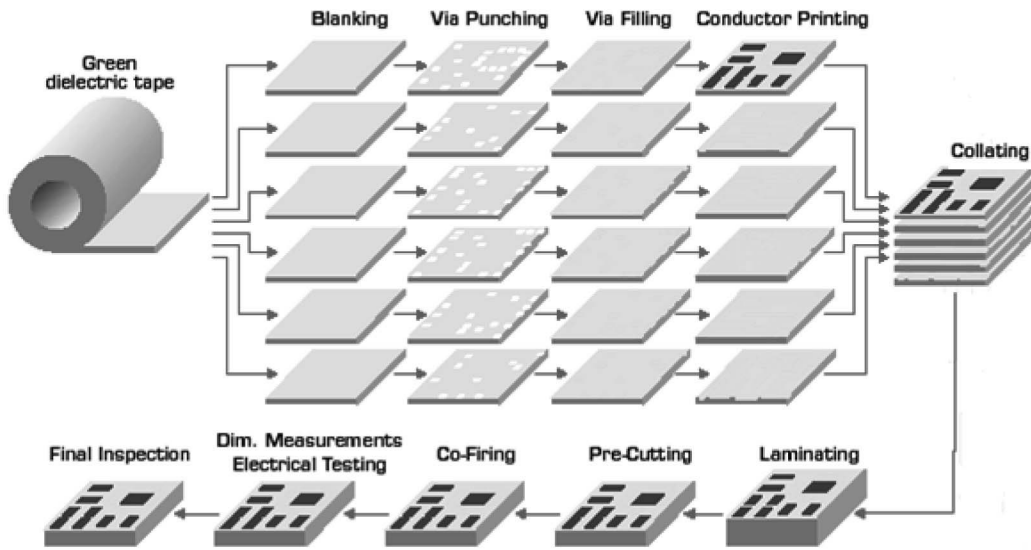 Blanking
Via Punching
Via Filling
Conductor Printing
Green
dielectric tape
Collating
Final Inspection
Dim. Measurements
Electrical Testing
Co-Firing
Pre-Cutting
Laminating